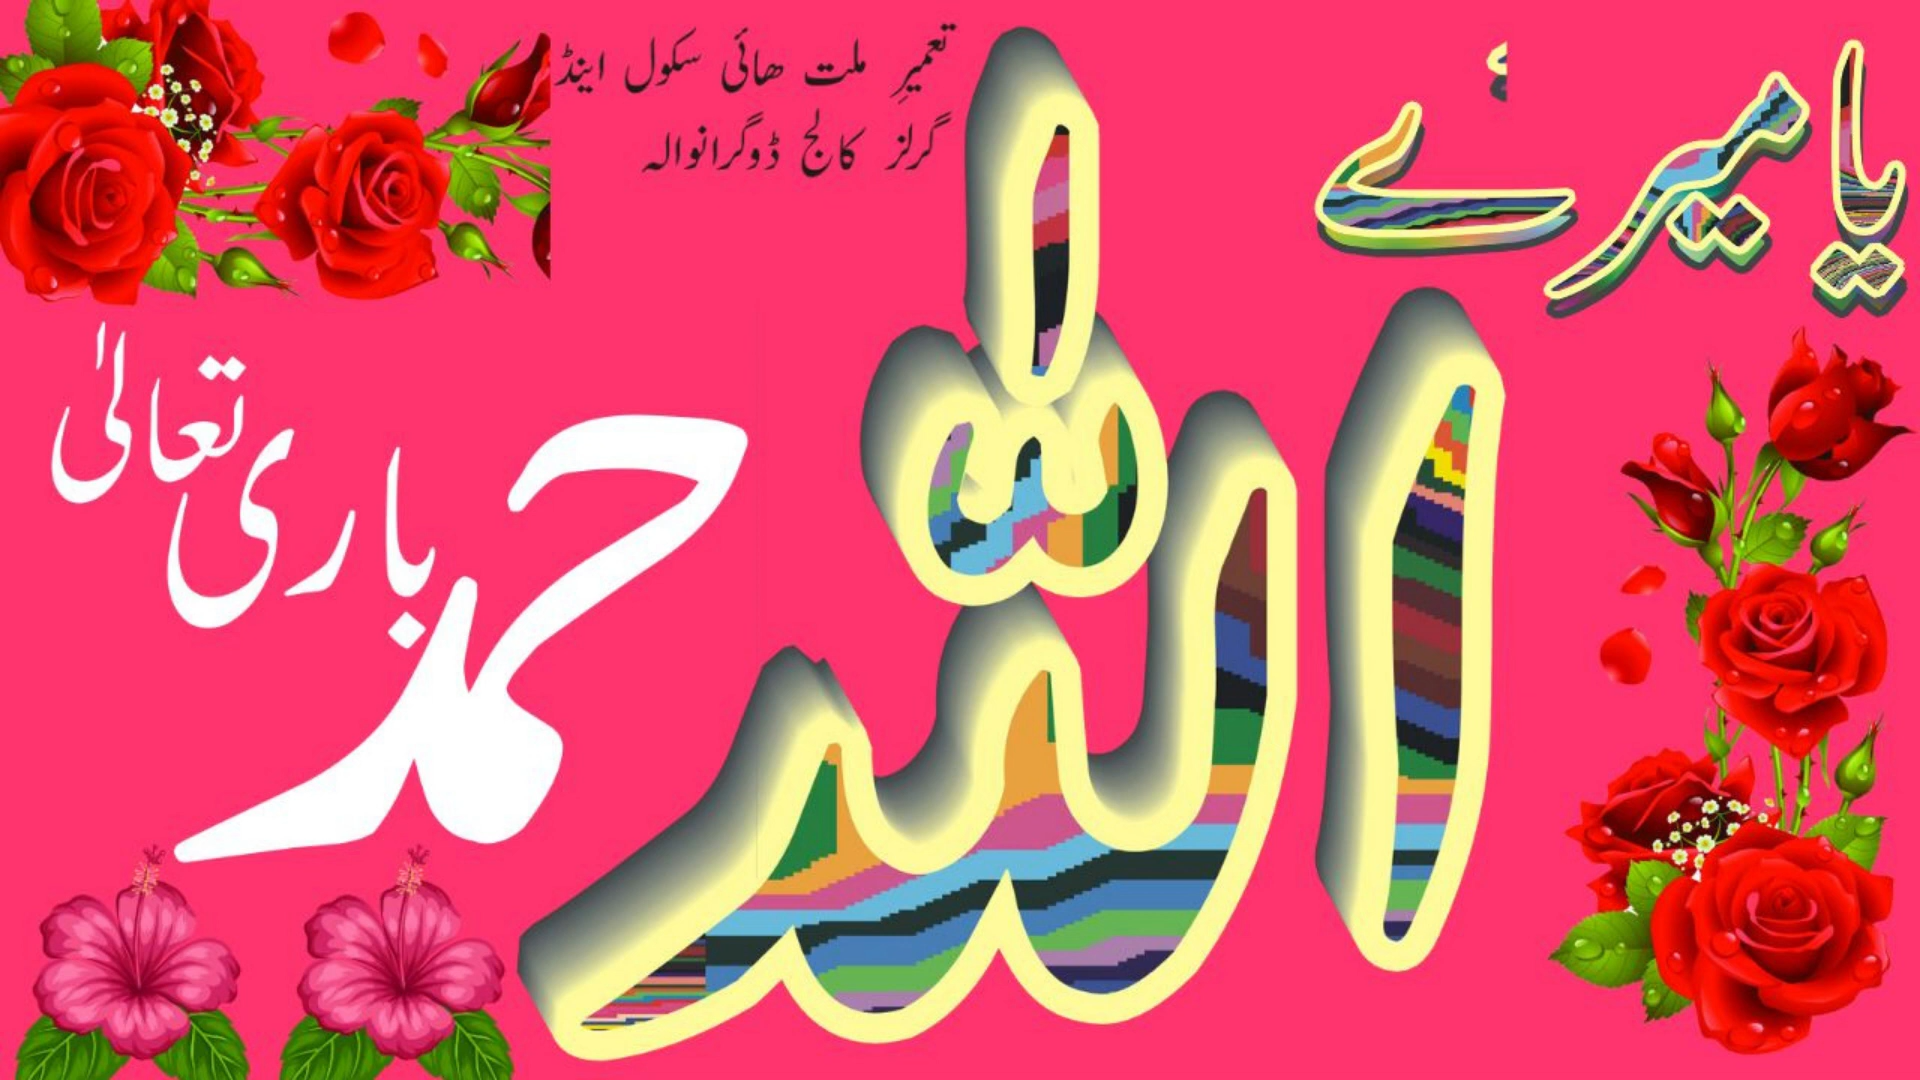 تعمیرِ ملت ھائی سکول اینڈ
گرلز کالج ڈوگرانوالہ
یا میرے
اللہ
حمد باری تعالیٰ